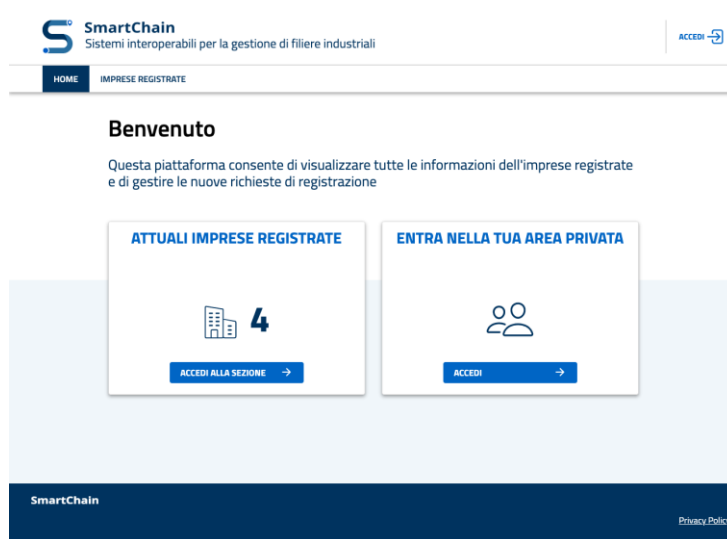 SmartChain
Sistemi interoperabili per la gestione di filiere industriali
ACCEDI
HOME
IMPRESE REGISTRATE
Benvenuto
Questa piattaforma consente di visualizzare tutte le informazioni dell'imprese registrate
e di gestire le nuove richieste di registrazione
ATTUALI IMPRESE REGISTRATE
4
ACCEDI ALLA SEZIONE
ENTRA NELLA TUA AREA PRIVATA
ACCEDI
SmartChain
Privacy Polic